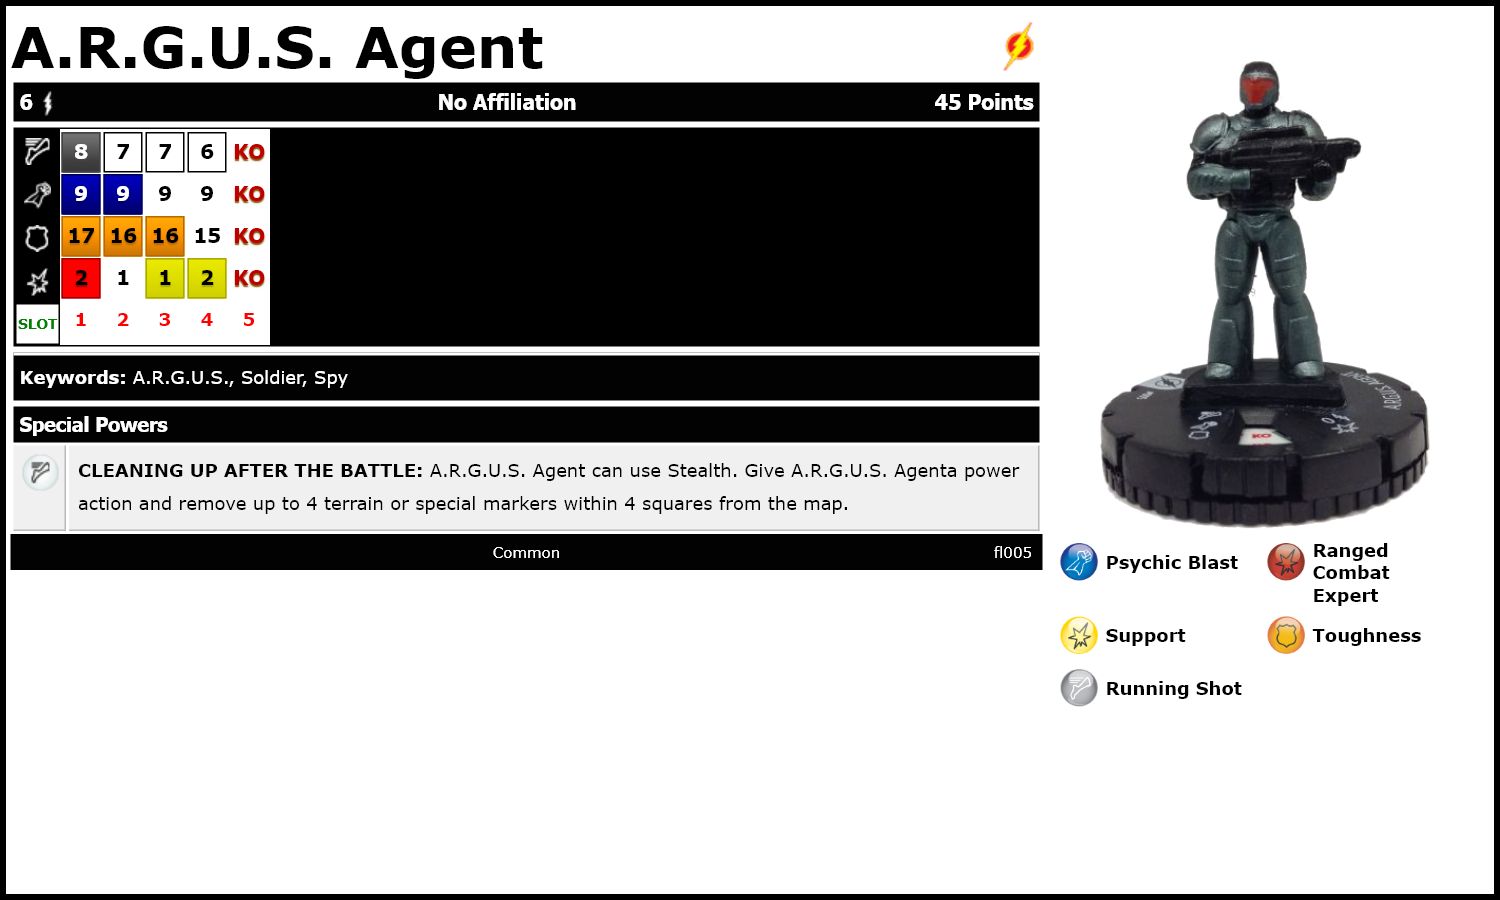 A.R.G.U.S. Agent
6 No Affiliation 45 Points
8 7 7 6 KO
9 9 9 9 KO
17 16 16 15 KO
2 1 1 2 KO
SLOT 1 2 3 4 5
Keywords: A.R.G.U.S., Soldier, Spy
Special Powers
CLEANING UP AFTER THE BATTLE: A.R.G.U.S. Agent can use Stealth. Give A.R.G.U.S. Agenta power
action and remove up to 4 terrain or special markers within 4 squares from the map.
Common fl005
ARGUS AGENT
KO
Psychic Blast
Ranged
Combat
Expert
Support
Toughness
Running Shot